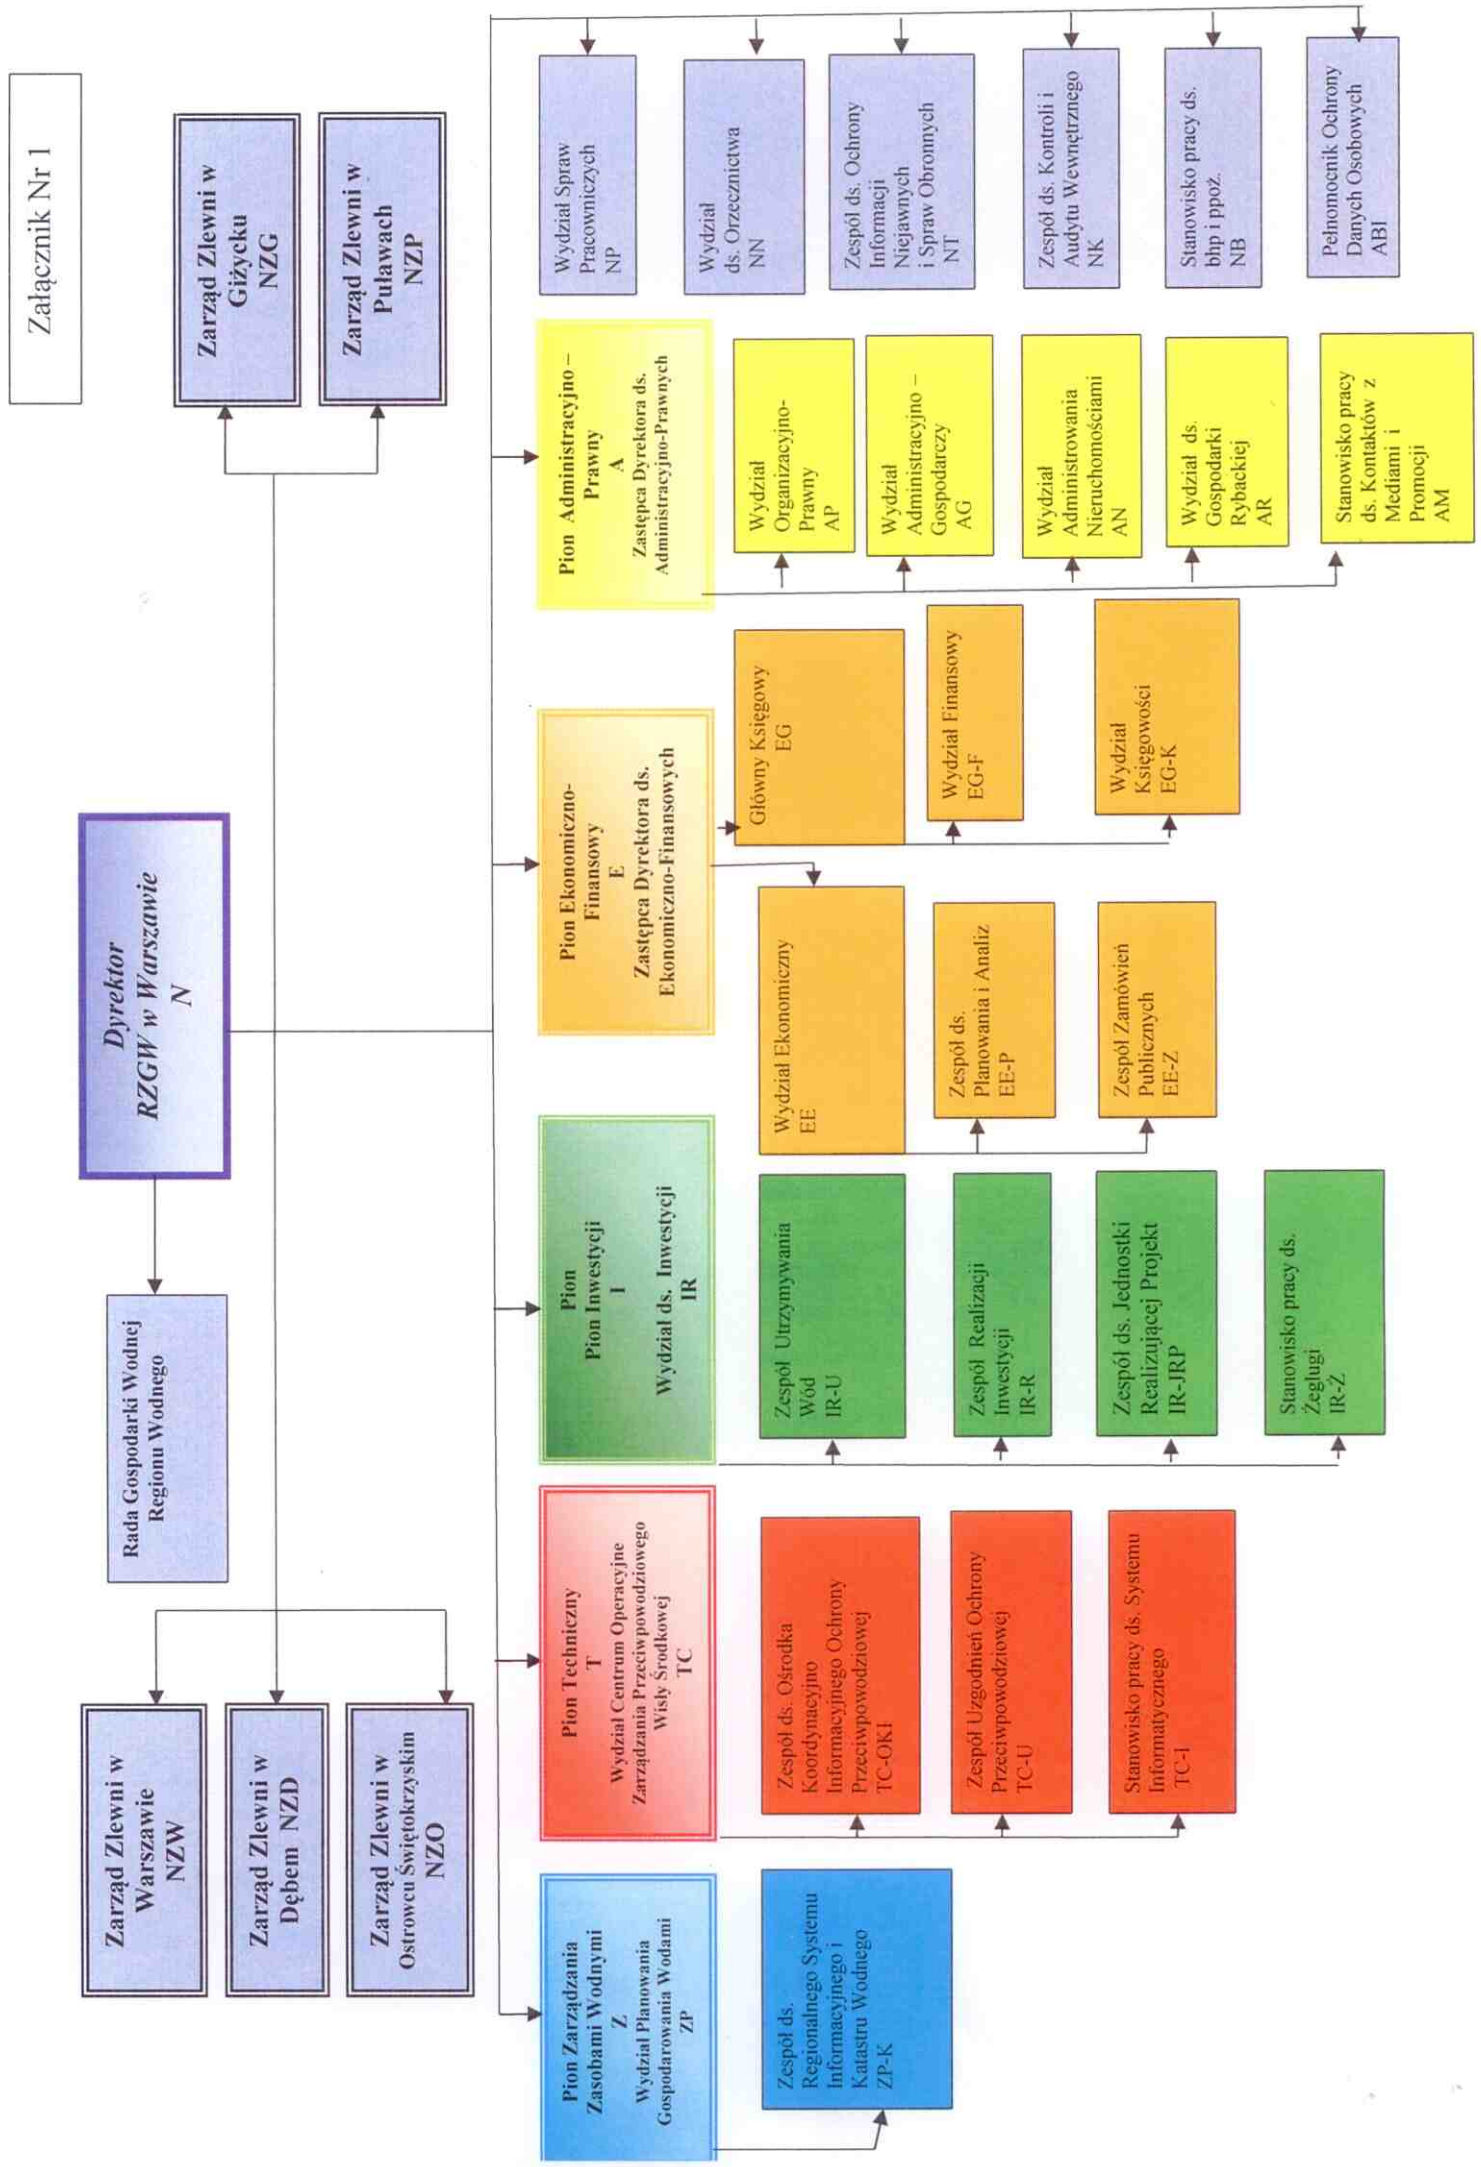 Załącznik Nr 1
Dyrektor
RZGW w Warszawie
N
Rada Gospodarki Wodnej
Regionu Wodnego
Zarząd Zlewni w
Warszawie
NZW
Zarząd Zlewni w
Dębem NZD
Zarząd Zlewni w
Ostrowcu Świętokrzyskim
NZO
Zarząd Zlewni w
Giżycku
NZG
Zarząd Zlewni w
Puławach
NZP
Pion Zarządzania
Zasobami Wodnymi
Z
Wydział Planowania
Gospodarowania Wodami
ZP
Zespół ds.
Regionalnego Systemu
Informacyjnego i
Katastru Wodnego
ZP-K
Pion Techniczny
T
Wydział Centrum Operacyjne
Zarządzania Przeciwpowodziowego
Wisły Środkowej
TC
Zespół ds. Ośrodka
Koordynacyjno
Informacyjnego Ochrony
Przeciwpowodziowej
TC-OKI
Zespół Uzgodnień Ochrony
Przeciwpowodziowej
TC-U
Stanowisko pracy ds. Systemu
Informatycznego
TC-I
Pion
Pion Inwestycji
I
Wydział ds. Inwestycji
IR
Zespół Utrzymywania
Wód
IR-U
Zespół Realizacji
Inwestycji
IR-R
Zespół ds. Jednostki
Realizującej Projekt
IR-JRP
Stanowisko pracy ds.
Żeglugi
IR-Ż
Pion Ekonomiczno-
Finansowy
E
Zastępca Dyrektora ds.
Ekonomiczno-Finansowych
Wydział Ekonomiczny
EE
Zespół ds.
Planowania i Analiz
EE-P
Zespół Zamówień
Publicznych
EE-Z
Główny Księgowy
EG
Wydział Finansowy
EG-F
Wydział
Księgowości
EG-K
Pion Administracyjno –
Prawny
A
Zastępca Dyrektora ds.
Administracyjno-Prawnych
Wydział
Organizacyjno-
Prawny
AP
Wydział
Administracyjno –
Gospodarczy
AG
Wydział
Administrowania
Nieruchomościami
AN
Wydział ds.
Gospodarki
Rybackiej
AR
Stanowisko pracy
ds. Kontaktów z
Mediami i
Promocji
AM
Wydział Spraw
Pracowniczych
NP
Wydział
ds. Orzecznictwa
NN
Zespół ds. Ochrony
Informacji
Niejawnych
i Spraw Obronnych
NT
Zespół ds. Kontroli i
Audytu Wewnętrznego
NK
Stanowisko pracy ds.
bhp i ppoż.
NB
Pełnomocnik Ochrony
Danych Osobowych
ABI